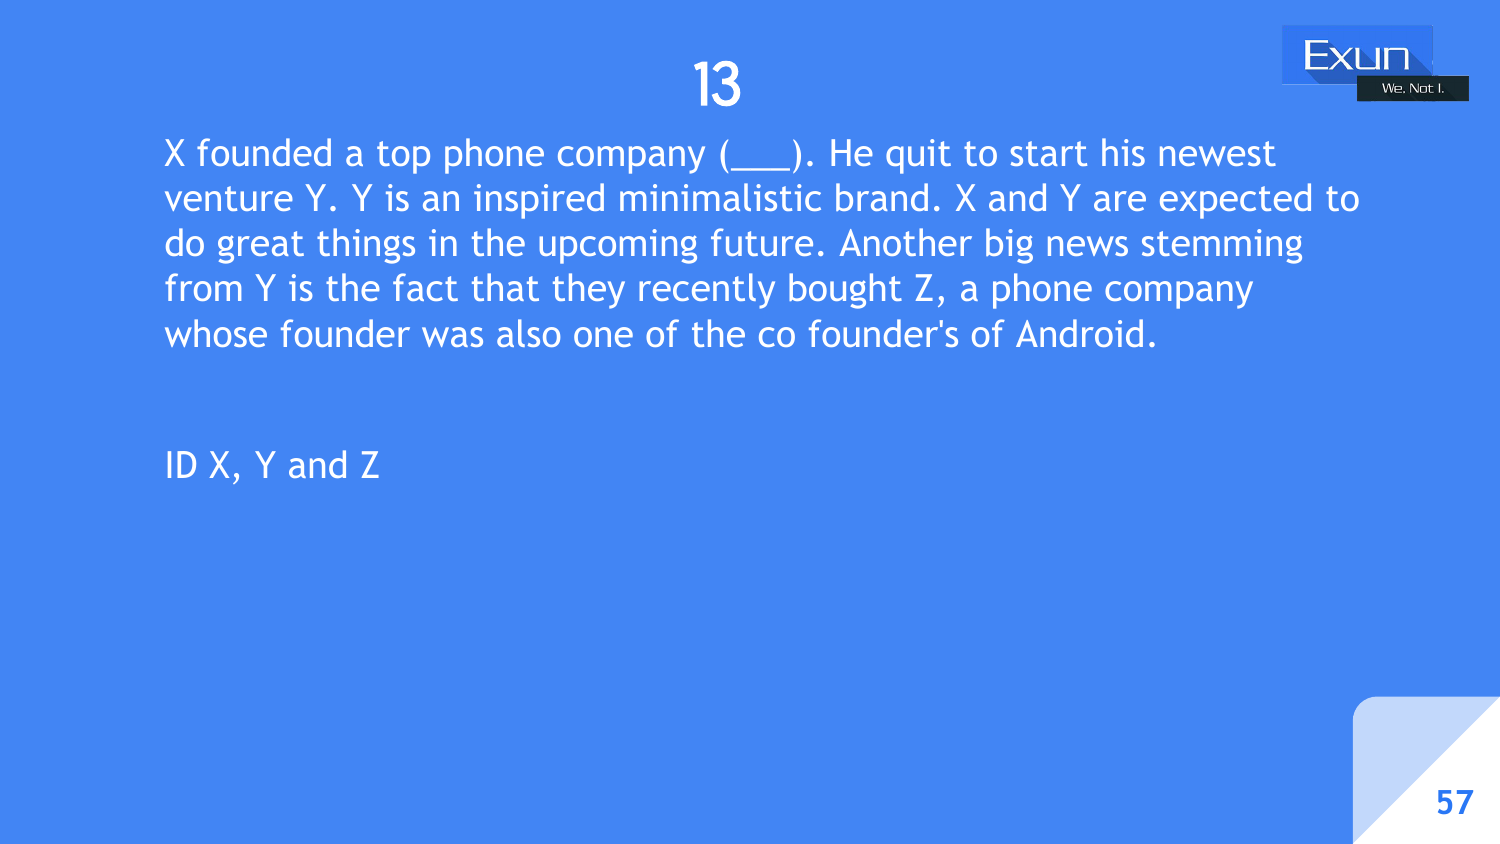 Exun
We, Not I.
13
X founded a top phone company (___). He quit to start his newest
venture Y. Y is an inspired minimalistic brand. X and Y are expected to
do great things in the upcoming future. Another big news stemming
from Y is the fact that they recently bought Z, a phone company
whose founder was also one of the co founder's of Android.
ID X, Y and Z
57